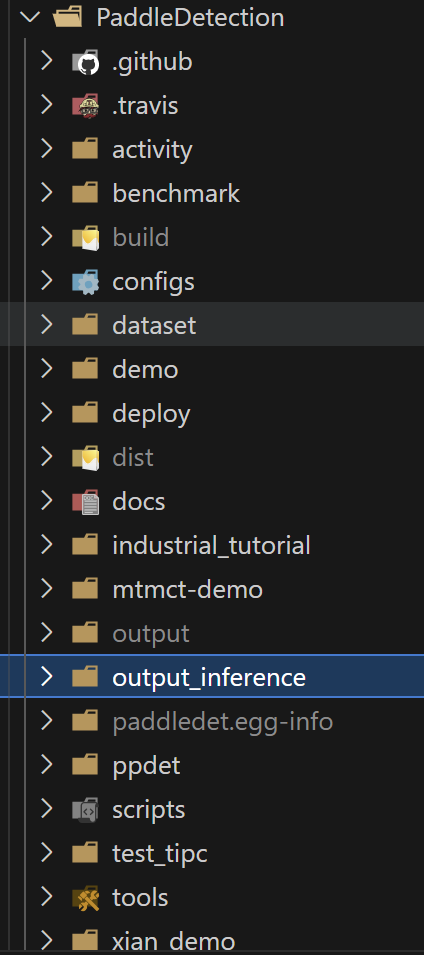 PaddleDetection
.github
.travis
activity
benchmark
build
configs
dataset
demo
deploy
dist
docs
industrial_tutorial
mtmct-demo
output
output_inference
paddledet.egg-info
ppdet
scripts
test_tipc
tools
xian_demo